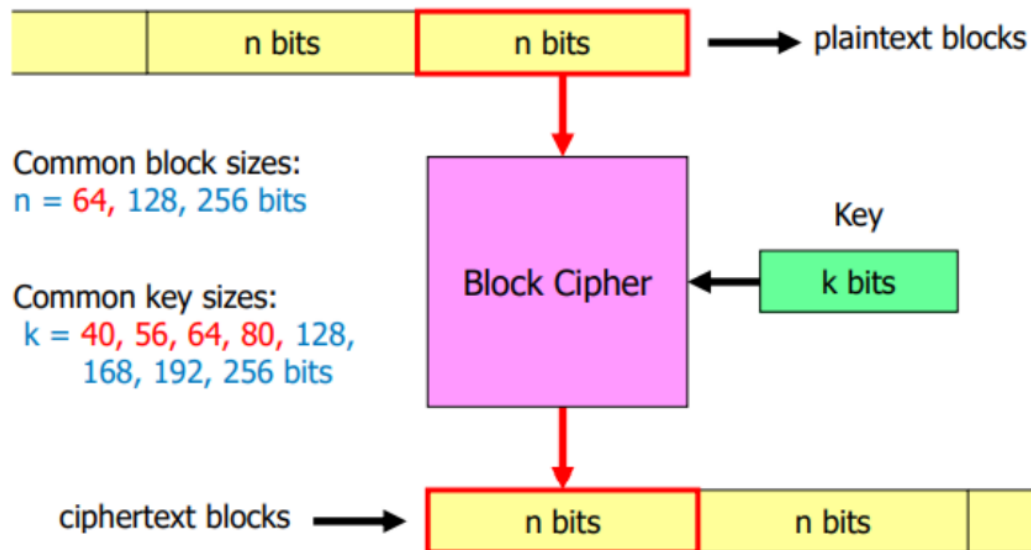 n bits
n bits
plaintext blocks
Common block sizes:
n = 64, 128, 256 bits
Key
Block Cipher
k bits
Common key sizes:
k = 40, 56, 64, 80, 128,
168, 192, 256 bits
ciphertext blocks
n bits
n bits